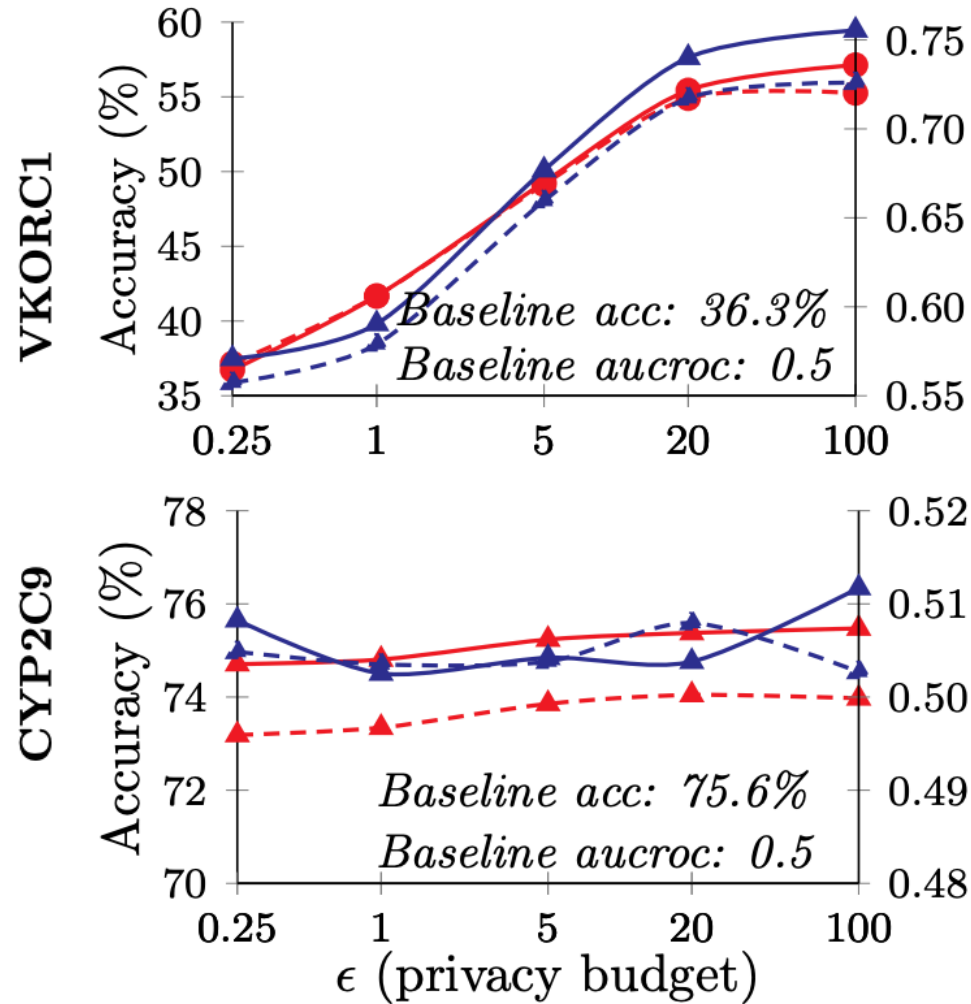 VKORC1
Accuracy (%)
60
55
50
45
40
35
0.75
0.70
0.65
0.60
0.55
Baseline acc: 36.3%
Baseline aucroc: 0.5
0.25 1 5 20 100
CYP2C9
Accuracy (%)
78
76
74
72
70
0.52
0.51
0.50
0.49
0.48
Baseline acc: 75.6%
Baseline aucroc: 0.5
0.25 1 5 20 100
ϵ (privacy budget)